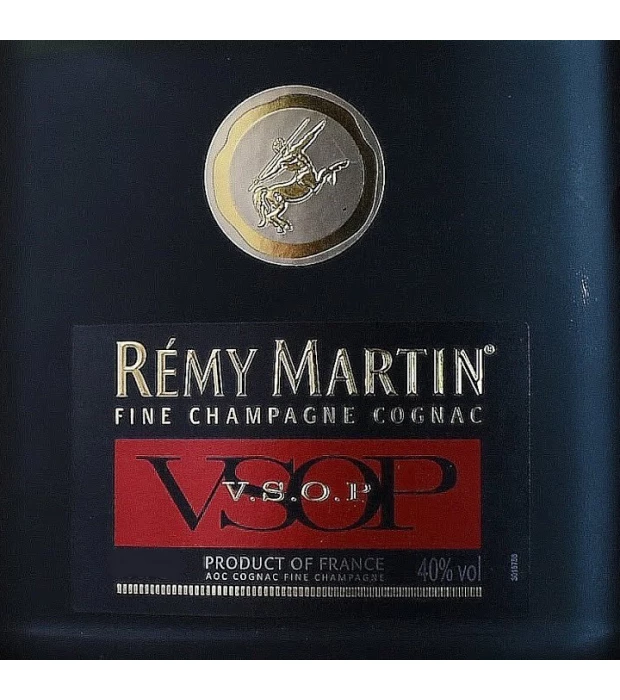 RÉMY MARTIN®
FINE CHAMPAGNE COGNAC
VSOP
V.S.O.P
PRODUCT OF FRANCE
AOC COGNAC FINE CHAMPAGNE
40% vol